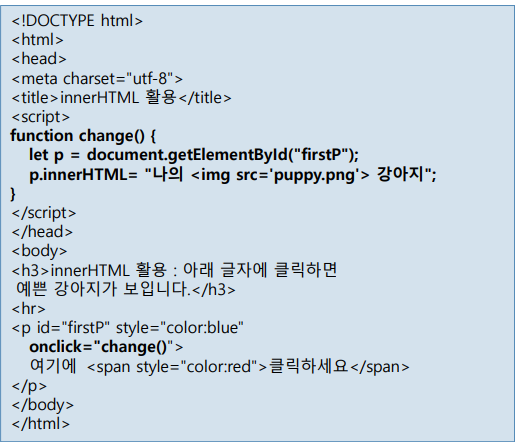 <!DOCTYPE html>
<html>
<head>
<meta charset="utf-8">
<title>innerHTML 활용</title>
<script>
function change() {
let p = document.getElementById("firstP");
p.innerHTML= "나의 <img src='puppy.png'> 강아지";
}
</script>
</head>
<body>
<h3>innerHTML 활용 : 아래 글자에 클릭하면
예쁜 강아지가 보입니다.</h3>
<hr>
<p id="firstP" style="color:blue"
onclick="change()">
여기에 <span style="color:red">클릭하세요</span>
</p>
</body>
</html>